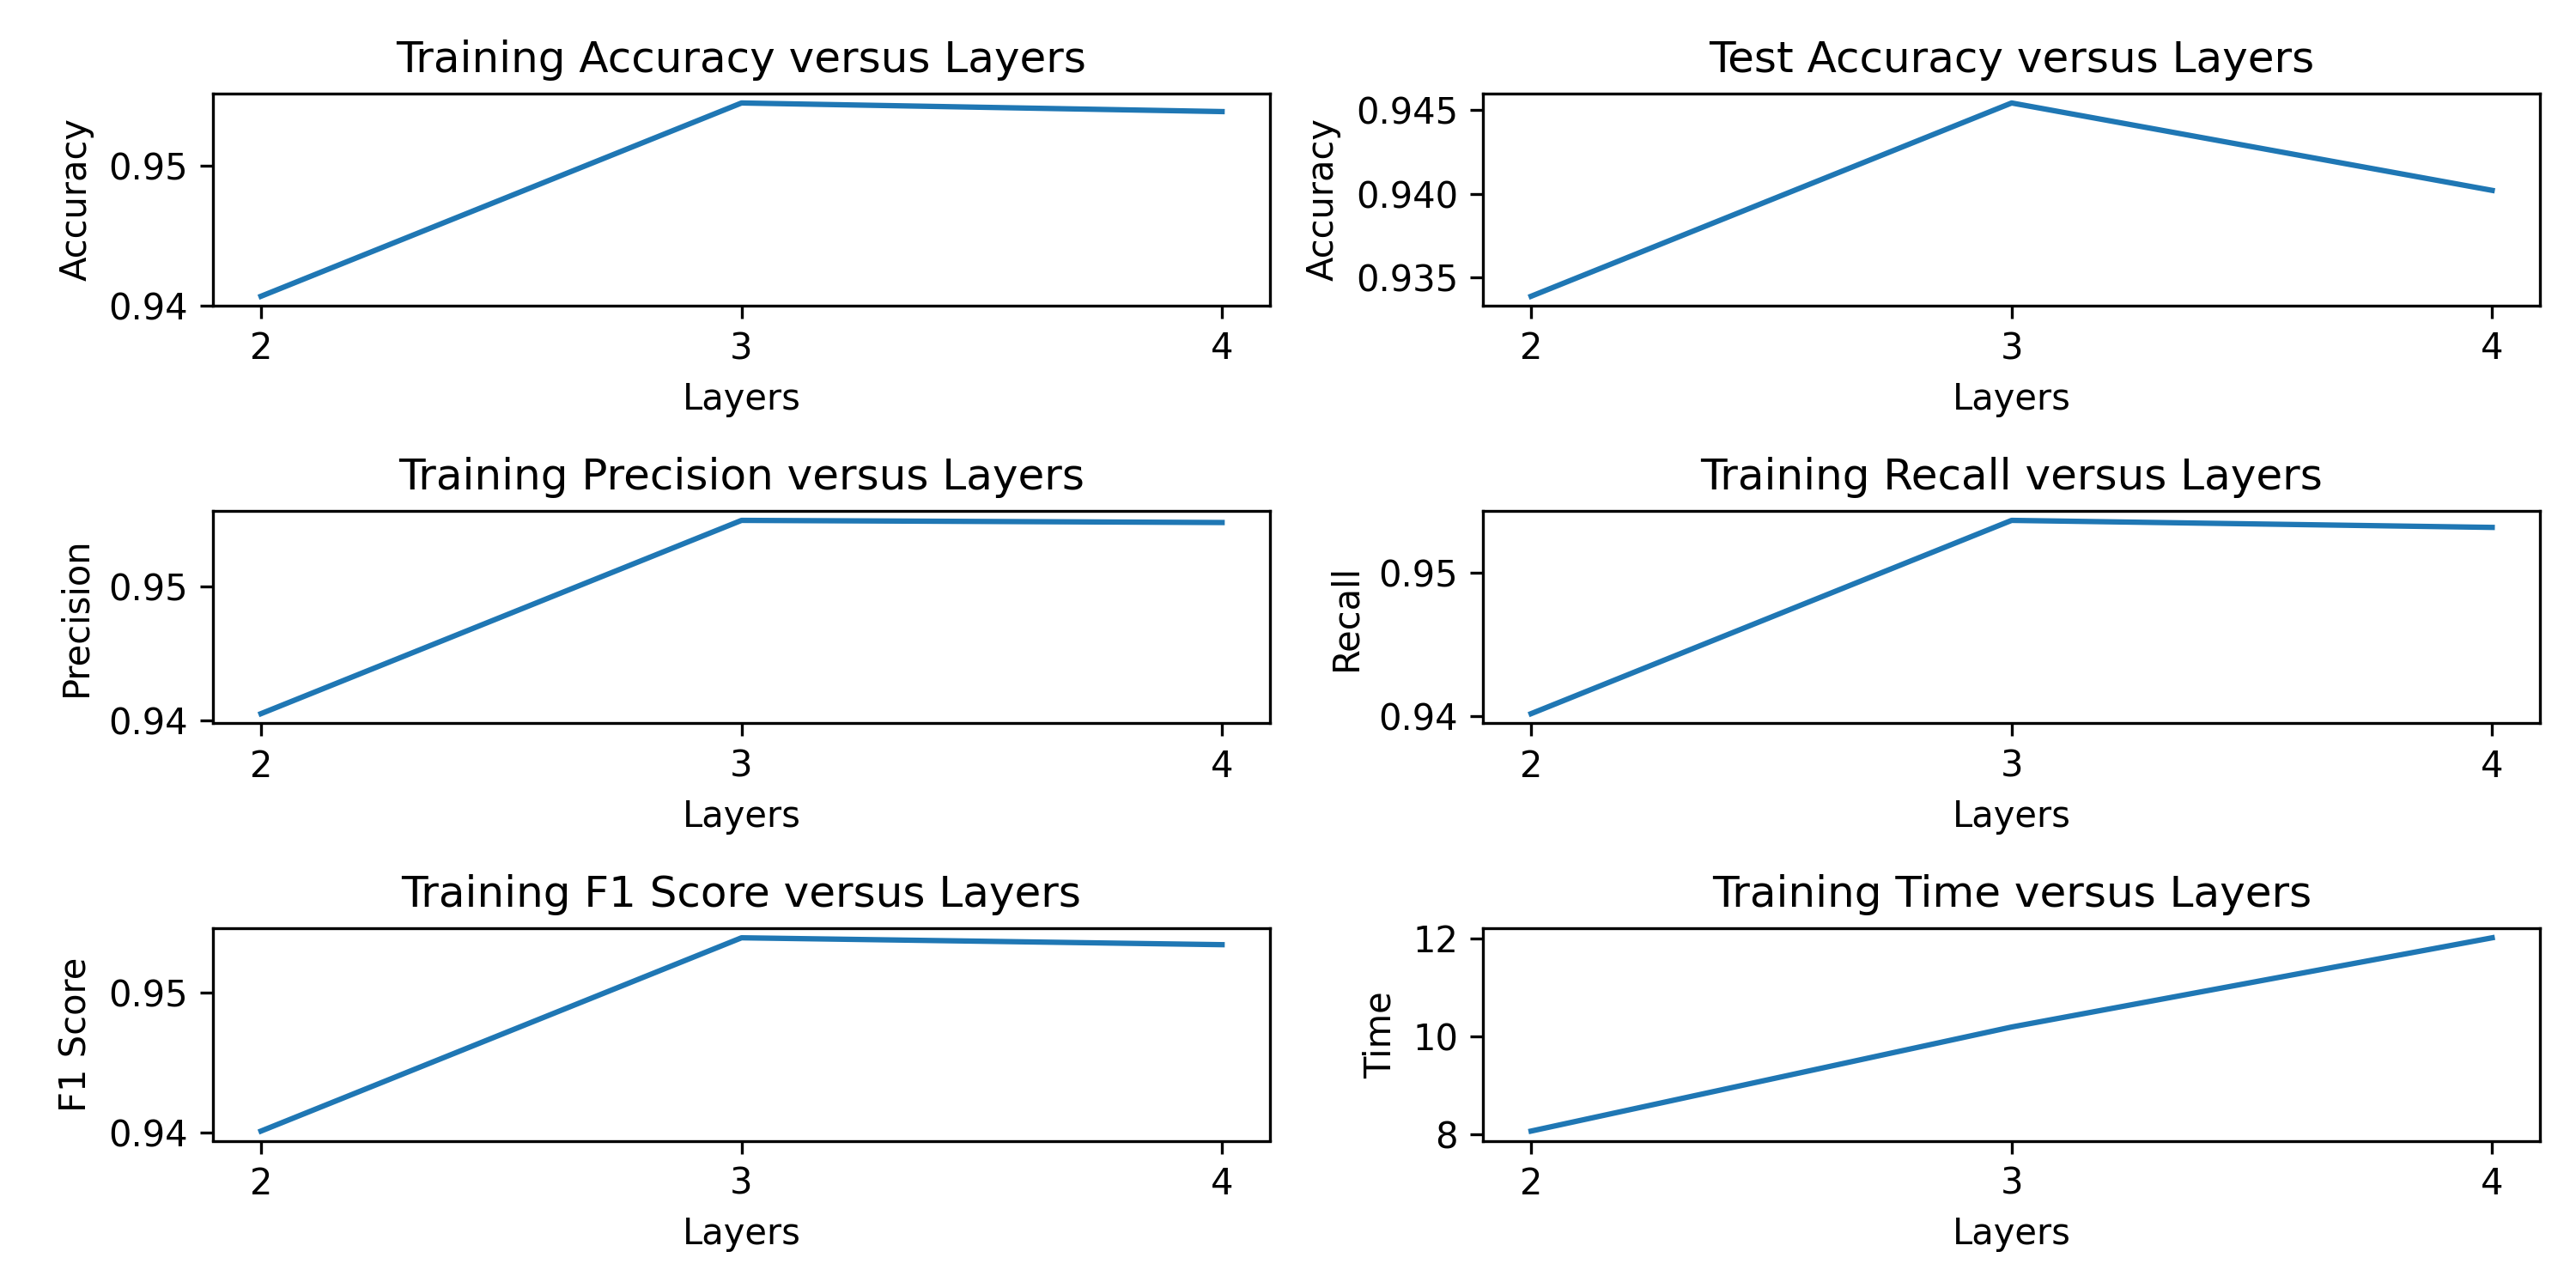 Training Accuracy versus Layers
Accuracy
0.95
0.94
2 3 4
Layers
Test Accuracy versus Layers
Accuracy
0.945
0.940
0.935
2 3 4
Layers
Training Precision versus Layers
Precision
0.95
0.94
2 3 4
Layers
Training Recall versus Layers
Recall
0.95
0.94
2 3 4
Layers
Training F1 Score versus Layers
F1 Score
0.95
0.94
2 3 4
Layers
Training Time versus Layers
Time
12
10
8
2 3 4
Layers